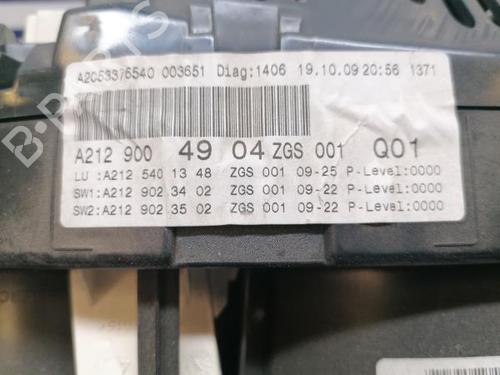 A2C53376540 003651 Diag:1406 19.10.09 20:56 1371
A212 900 49 04 ZGS 001 Q01
LU :A212 540 13 48 ZGS 001 09-25 P-Level:0000
SW1:A212 902 34 02 ZGS 001 09-22 P-Level:0000
SW2:A212 902 35 02 ZGS 001 09-22 P-Level:0000